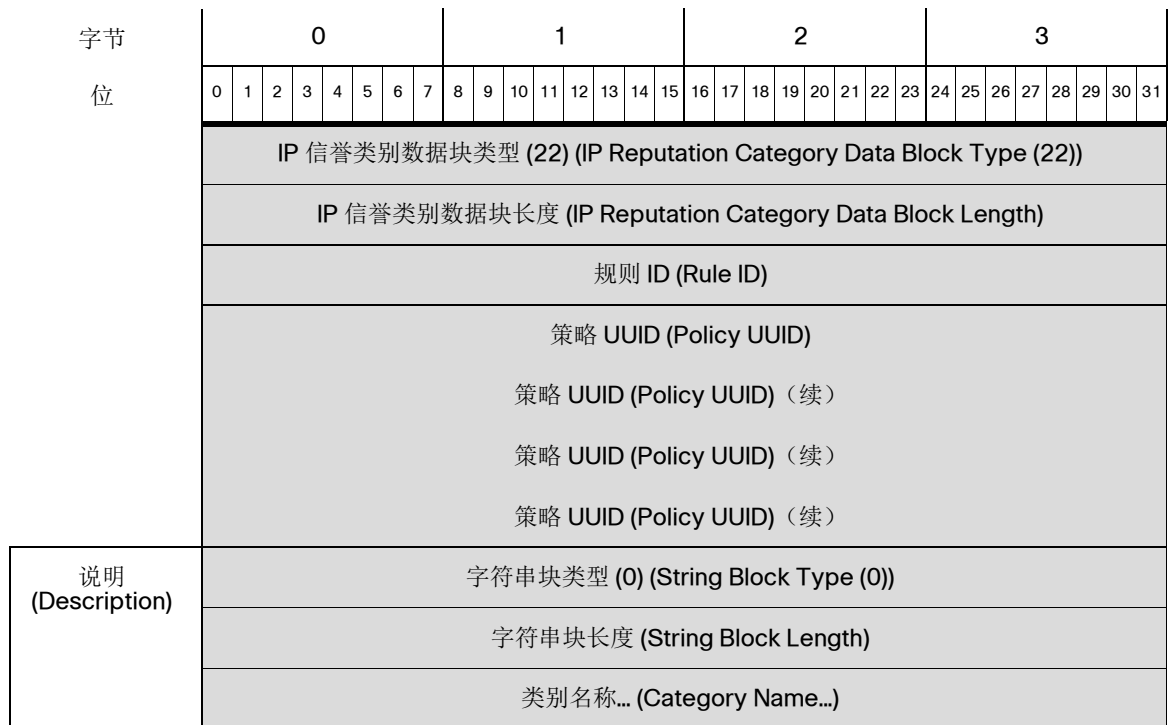 字节 0 1 2 3
位 0 1 2 3 4 5 6 7 8 9 10 11 12 13 14 15 16 17 18 19 20 21 22 23 24 25 26 27 28 29 30 31
IP 信誉类别数据块类型 (22) (IP Reputation Category Data Block Type (22))
IP 信誉类别数据块长度 (IP Reputation Category Data Block Length)
规则 ID (Rule ID)
策略 UUID (Policy UUID)
策略 UUID (Policy UUID)（续）
策略 UUID (Policy UUID)（续）
策略 UUID (Policy UUID)（续）
说明
(Description)
字符串块类型 (0) (String Block Type (0))
字符串块长度 (String Block Length)
类别名称... (Category Name...)